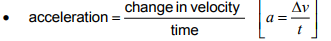 • acceleration = change in velocity / time [a = Δv / t]